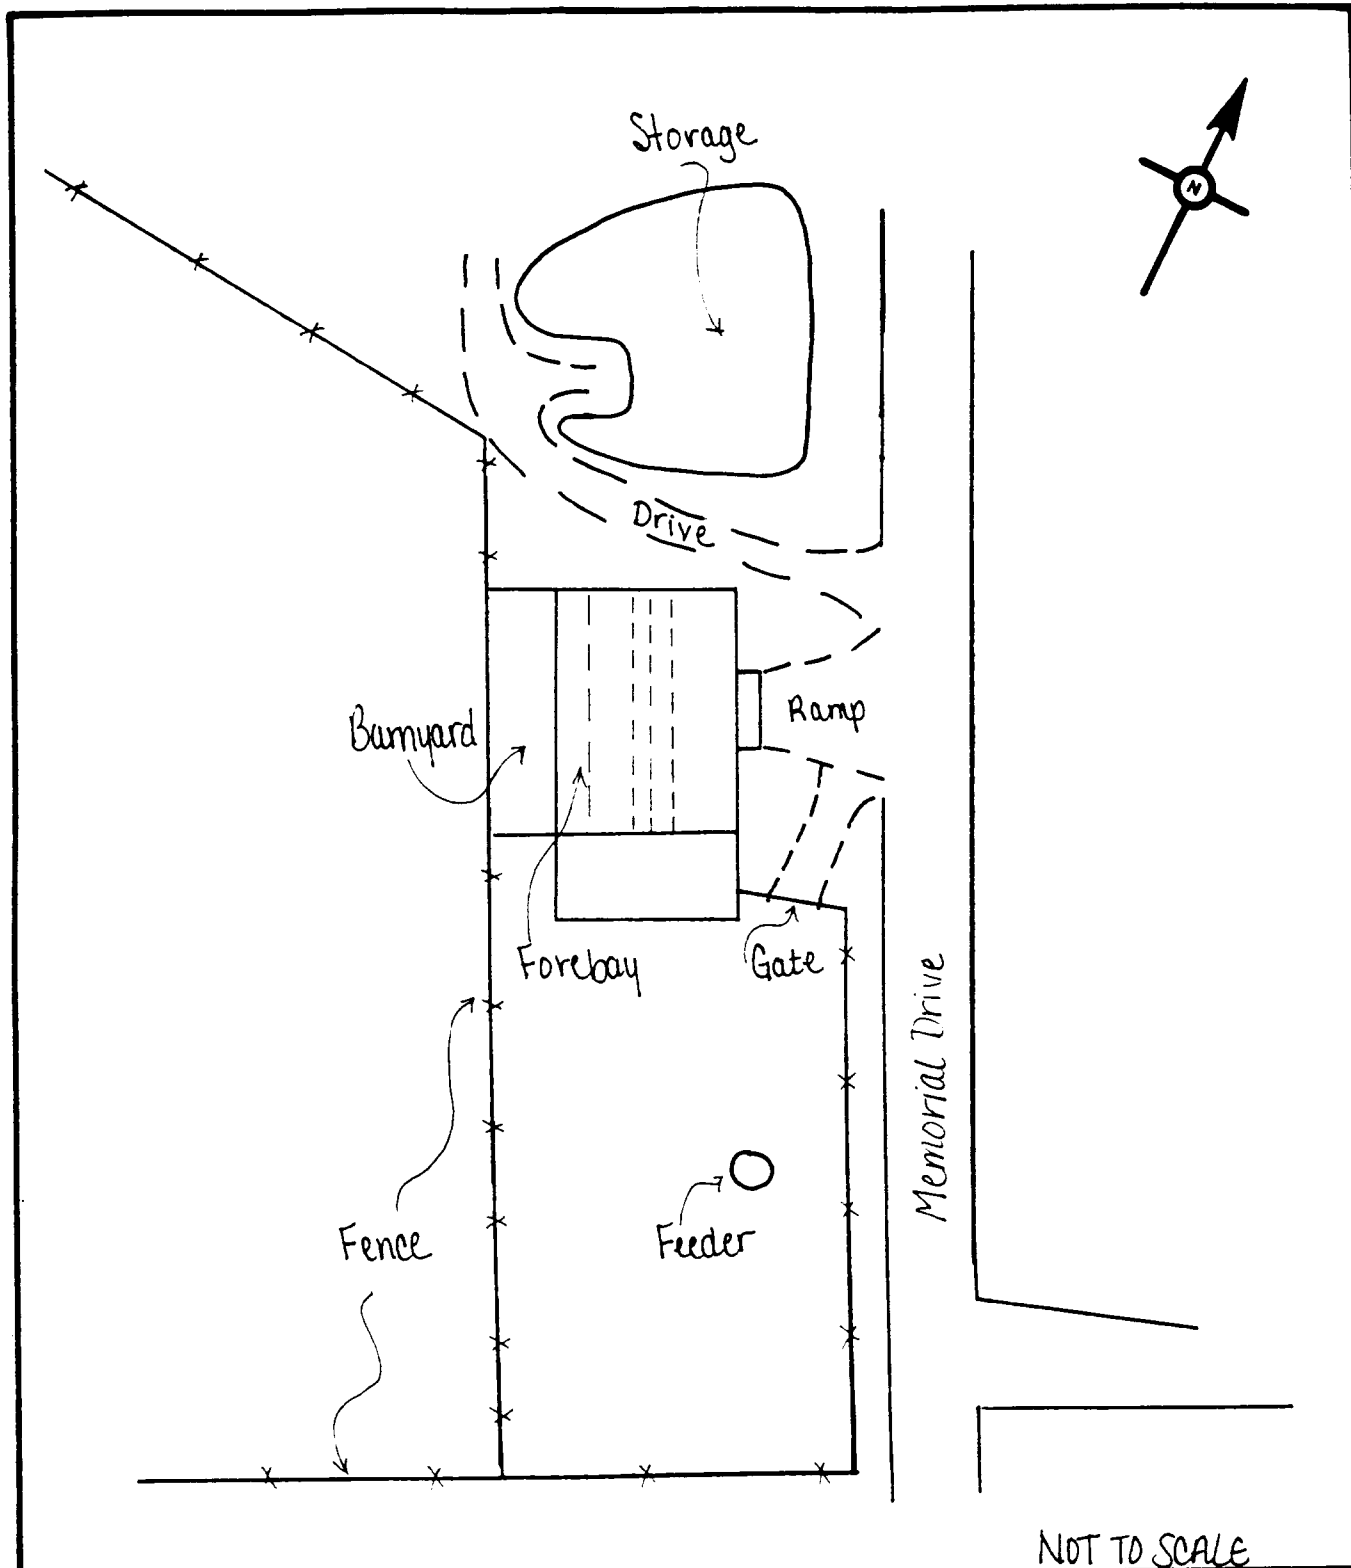 Storage
N
Drive
Ramp
Barnyard
Forebay
Gate
Memorial Drive
Feeder
Fence
NOT TO SCALE